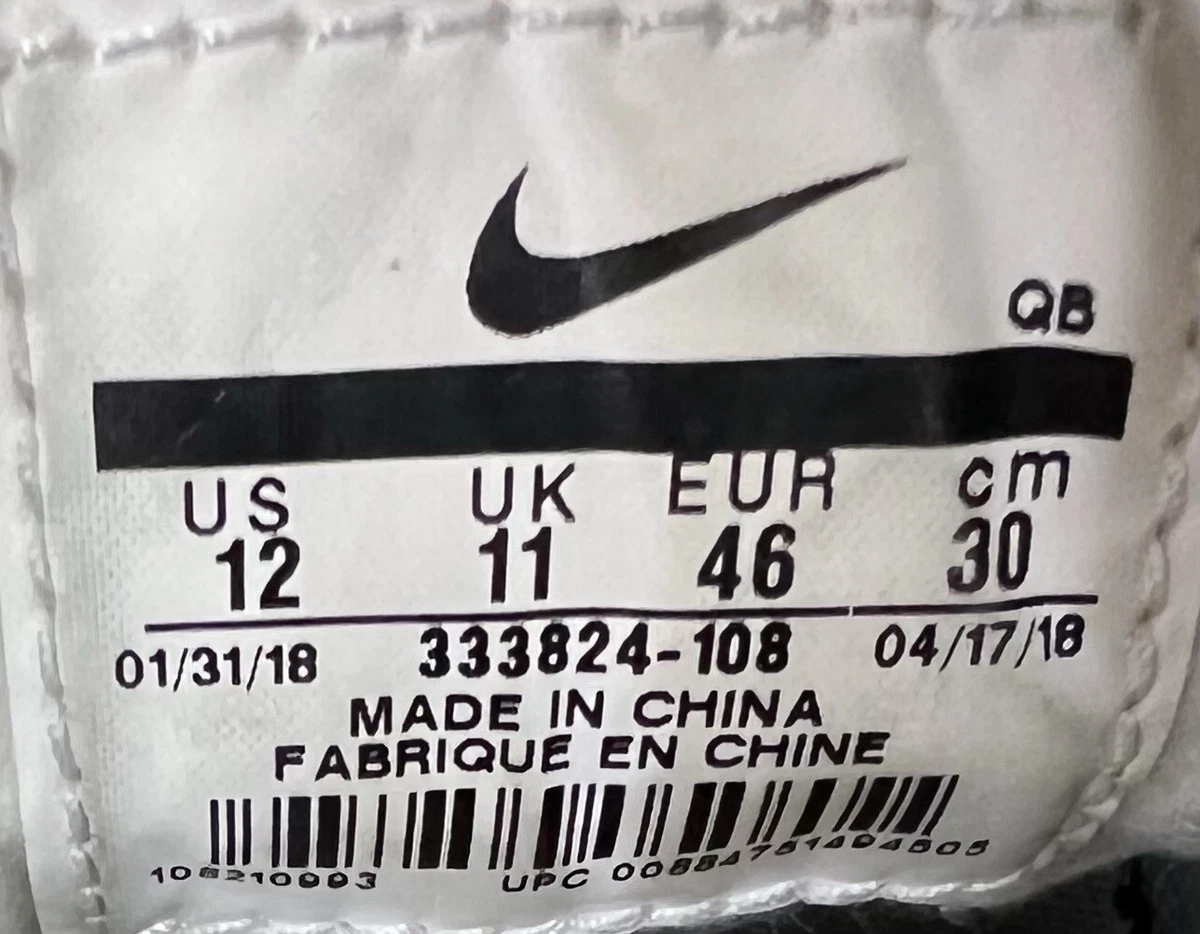 QB
US UK EUR cm
12 11 46 30
01/31/18 333824-108 04/17/18
MADE IN CHINA
FABRIQUE EN CHINE
UPC